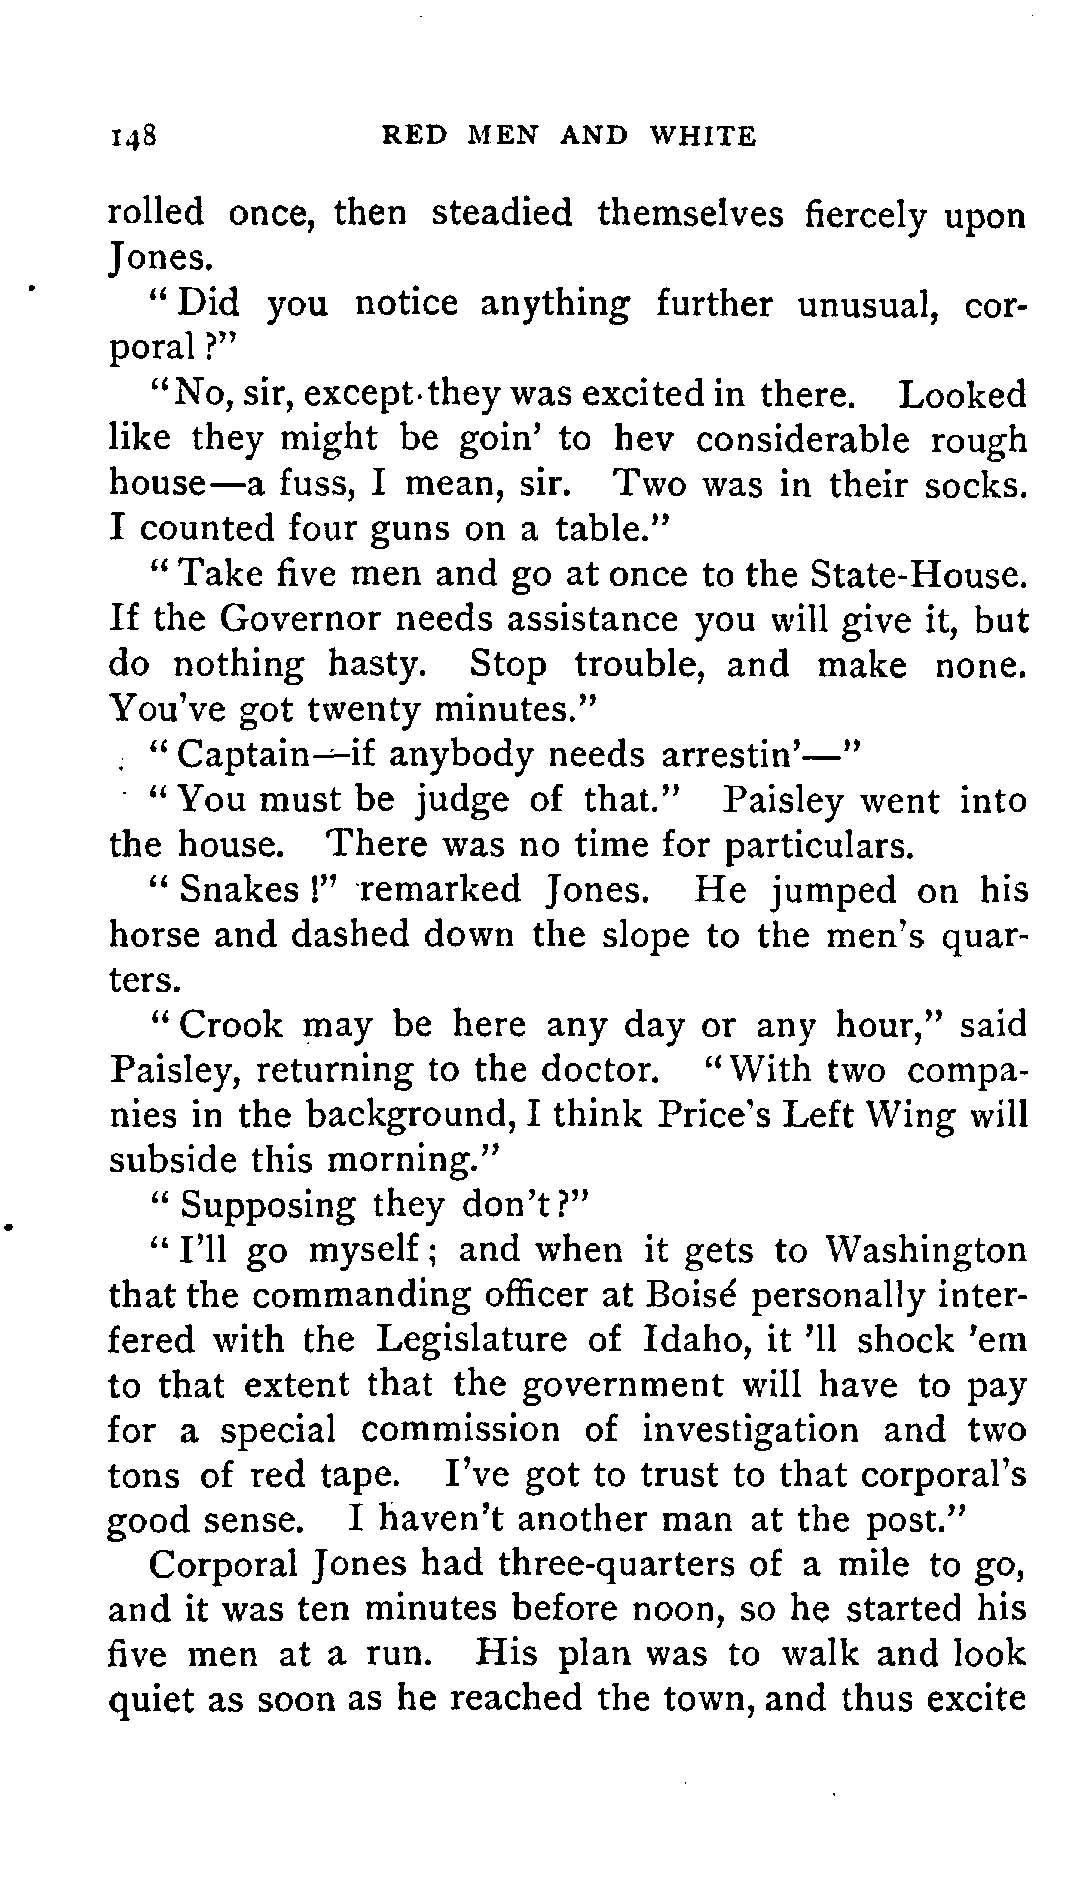 148 RED MEN AND WHITE
rolled once, then steadied themselves fiercely upon
Jones.
"Did you notice anything further unusual, cor-
poral?"
"No, sir, except they was excited in there. Looked
like they might be goin' to hev considerable rough
house—a fuss, I mean, sir. Two was in their socks.
I counted four guns on a table."
"Take five men and go at once to the State-House.
If the Governor needs assistance you will give it, but
do nothing hasty. Stop trouble, and make none.
You've got twenty minutes."
"Captain—if anybody needs arrestin'—"
"You must be judge of that." Paisley went into
the house. There was no time for particulars.
"Snakes!" remarked Jones. He jumped on his
horse and dashed down the slope to the men's quar-
ters.
"Crook may be here any day or any hour," said
Paisley, returning to the doctor. "With two compa-
nies in the background, I think Price's Left Wing will
subside this morning."
"Supposing they don't?"
"I'll go myself; and when it gets to Washington
that the commanding officer at Boisé personally inter-
fered with the Legislature of Idaho, it 'll shock 'em
to that extent that the government will have to pay
for a special commission of investigation and two
tons of red tape. I've got to trust to that corporal's
good sense. I haven't another man at the post."
Corporal Jones had three-quarters of a mile to go,
and it was ten minutes before noon, so he started his
five men at a run. His plan was to walk and look
quiet as soon as he reached the town, and thus excite